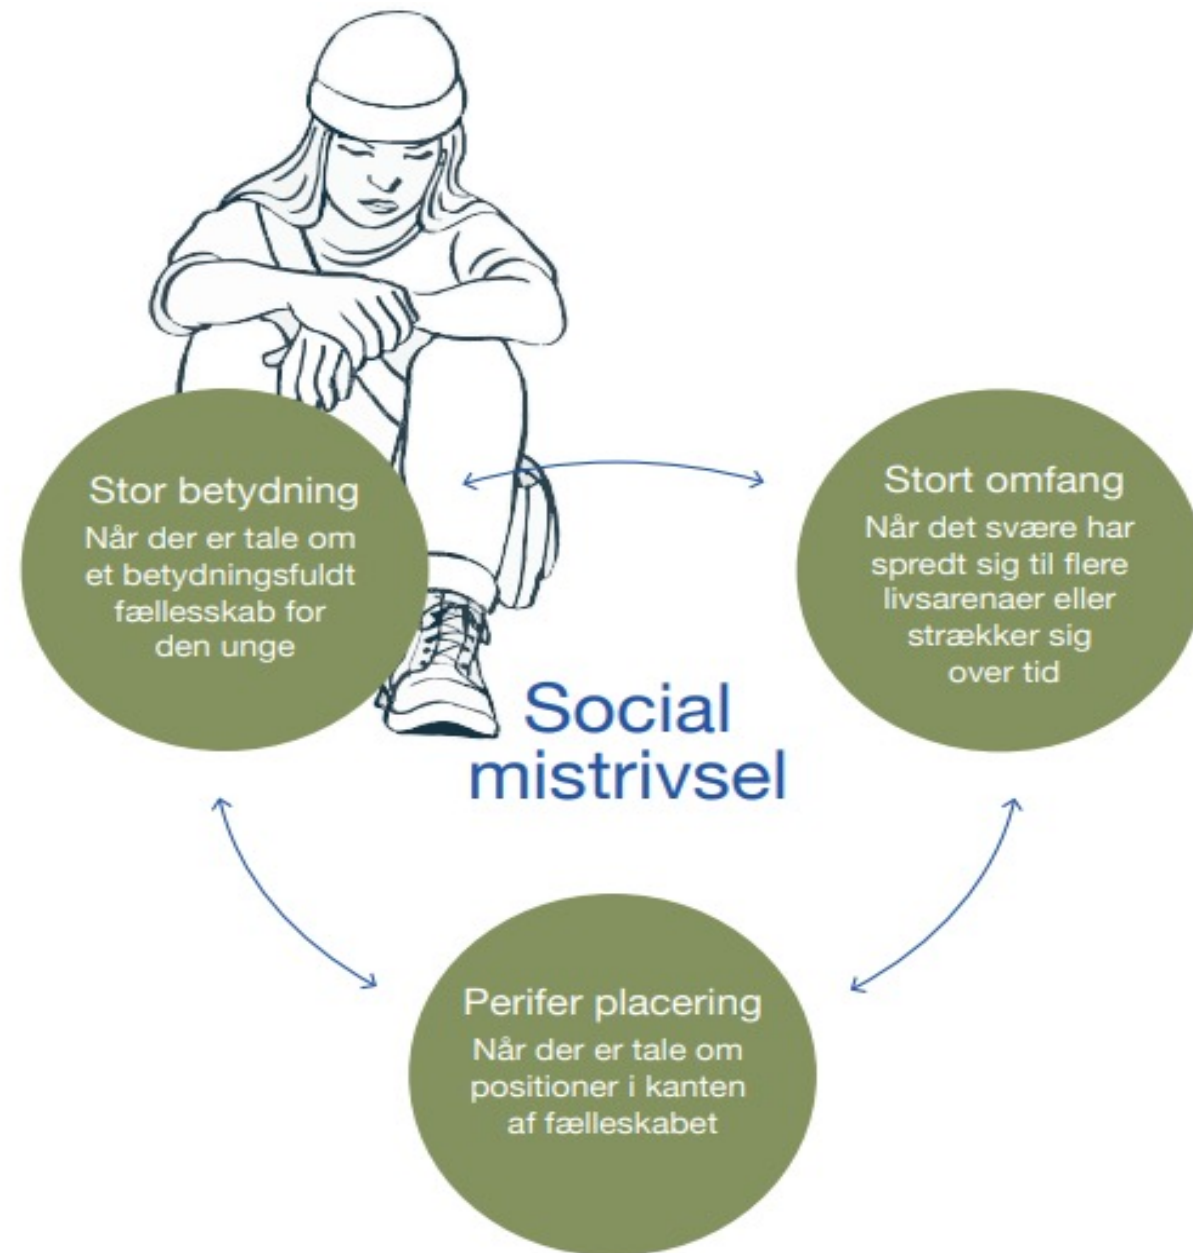 Stor betydning
Når der er tale om
et betydningsfuldt
fællesskab for
den unge
Stort omfang
Når det svære har
spredt sig til flere
livsarenaer eller
strækker sig
over tid
Social
mistrivsel
Perifer placering
Når der er tale om
positioner i kanten
af fælleskabet